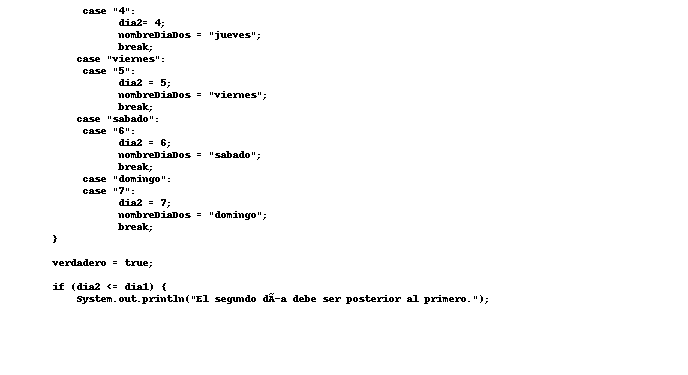 case "4":
dia2= 4;
nombreDiaDos = "jueves";
break;
case "viernes":
case "5":
dia2 = 5;
nombreDiaDos = "viernes";
break;
case "sabado":
case "6":
dia2 = 6;
nombreDiaDos = "sabado";
break;
case "domingo":
case "7":
dia2 = 7;
nombreDiaDos = "domingo";
break;
}
verdadero = true;
if (dia2 <= dia1) {
System.out.println("El segundo dÃ-a debe ser posterior al primero.");